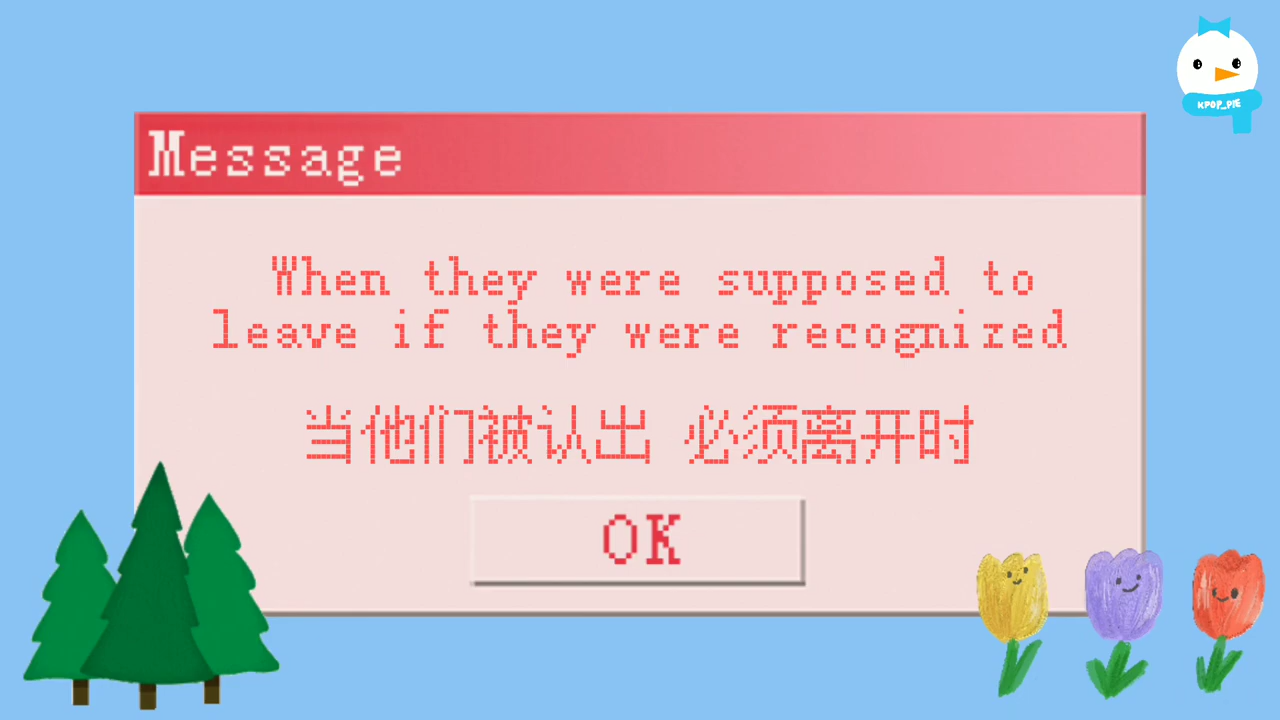 KPOP_PIE
Message
When they were supposed to
leave if they were recognized
当他们被认出 必须离开时
OK